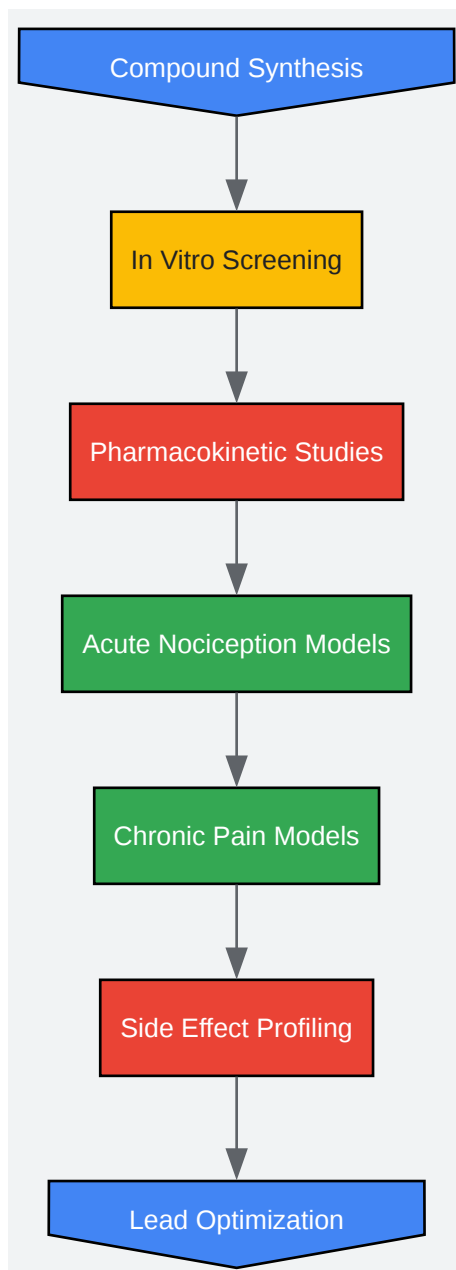 Compound Synthesis
In Vitro Screening
Pharmacokinetic Studies
Acute Nociception Models
Chronic Pain Models
Side Effect Profiling
Lead Optimization